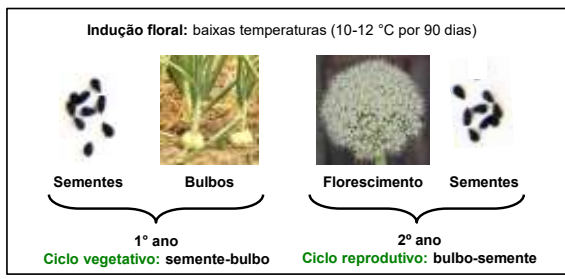 Indução floral: baixas temperaturas (10-12 °C por 90 dias)
Sementes Bulbos Florescimento Sementes
1° ano 2º ano
Ciclo vegetativo: semente-bulbo Ciclo reprodutivo: bulbo-semente